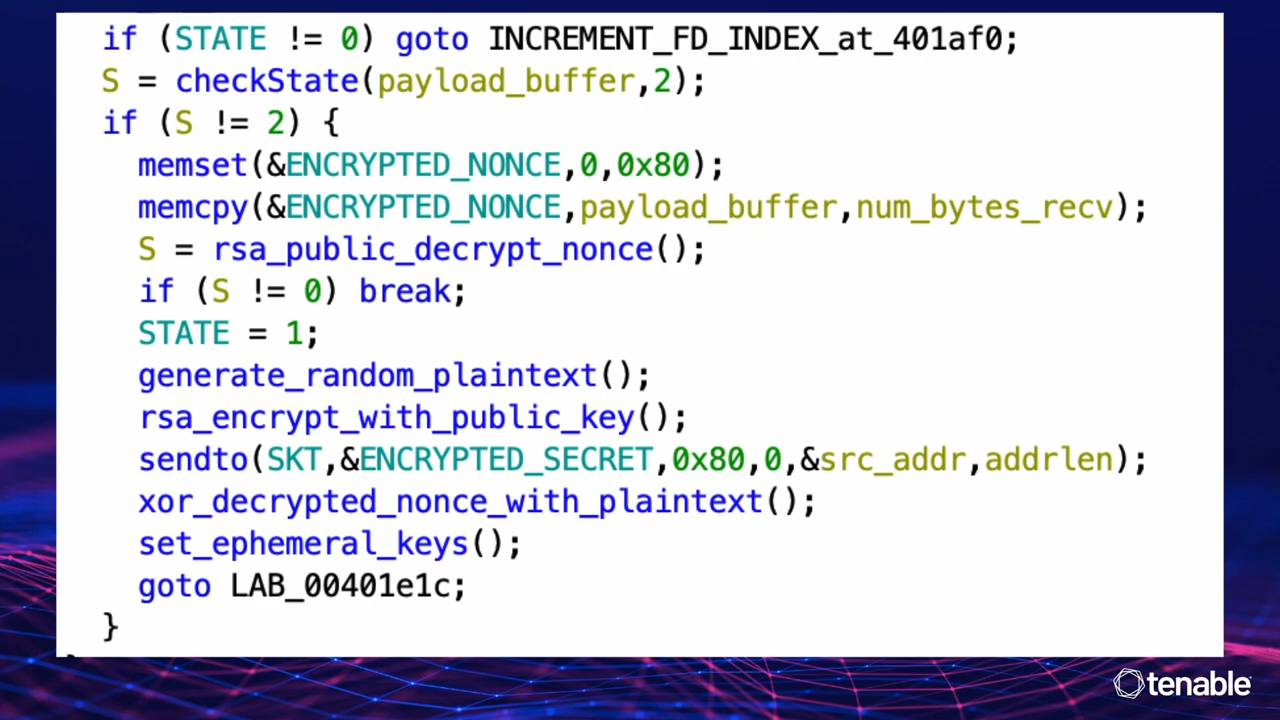 if (STATE != 0) goto INCREMENT_FD_INDEX_at_401af0;
S = checkState(payload_buffer,2);
if (S != 2) {
memset(&ENCRYPTED_NONCE,0,0x80);
memcpy(&ENCRYPTED_NONCE,payload_buffer,num_bytes_recv);
S = rsa_public_decrypt_nonce();
if (S != 0) break;
STATE = 1;
generate_random_plaintext();
rsa_encrypt_with_public_key();
sendto(SKT,&ENCRYPTED_SECRET,0x80,0,&src_addr,addrlen);
xor_decrypted_nonce_with_plaintext();
set_ephemeral_keys();
goto LAB_00401e1c;
}
tenable